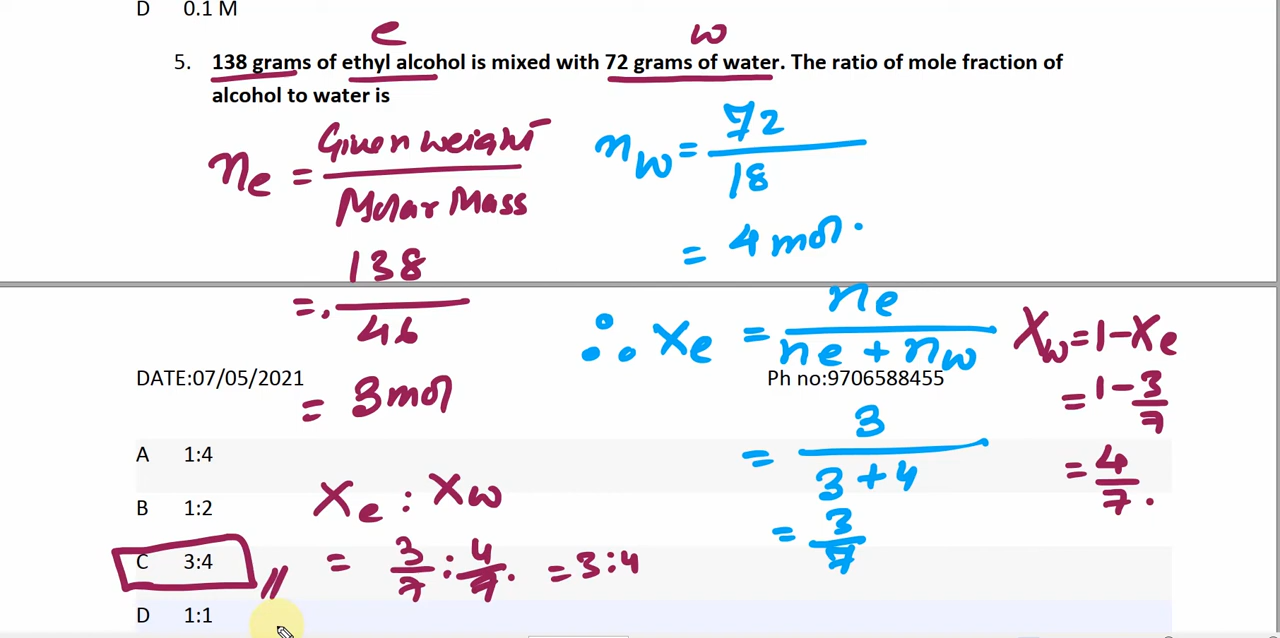 D 0.1 M
e w
5. 138 grams of ethyl alcohol is mixed with 72 grams of water. The ratio of mole fraction of
alcohol to water is
ne = Given weight / Molar Mass
= . 138 / 46
= 3 mol
nw = 72 / 18
= 4 mol.
∴ Xe = ne / ne + nw
= 3 / 3 + 4
= 3 / 7
Xw = 1 - Xe
= 1 - 3 / 7
= 4 / 7 .
DATE:07/05/2021 Ph no:9706588455
A 1:4
B 1:2
C 3:4
D 1:1
Xe : Xw
= 3/7 : 4/7 . = 3:4